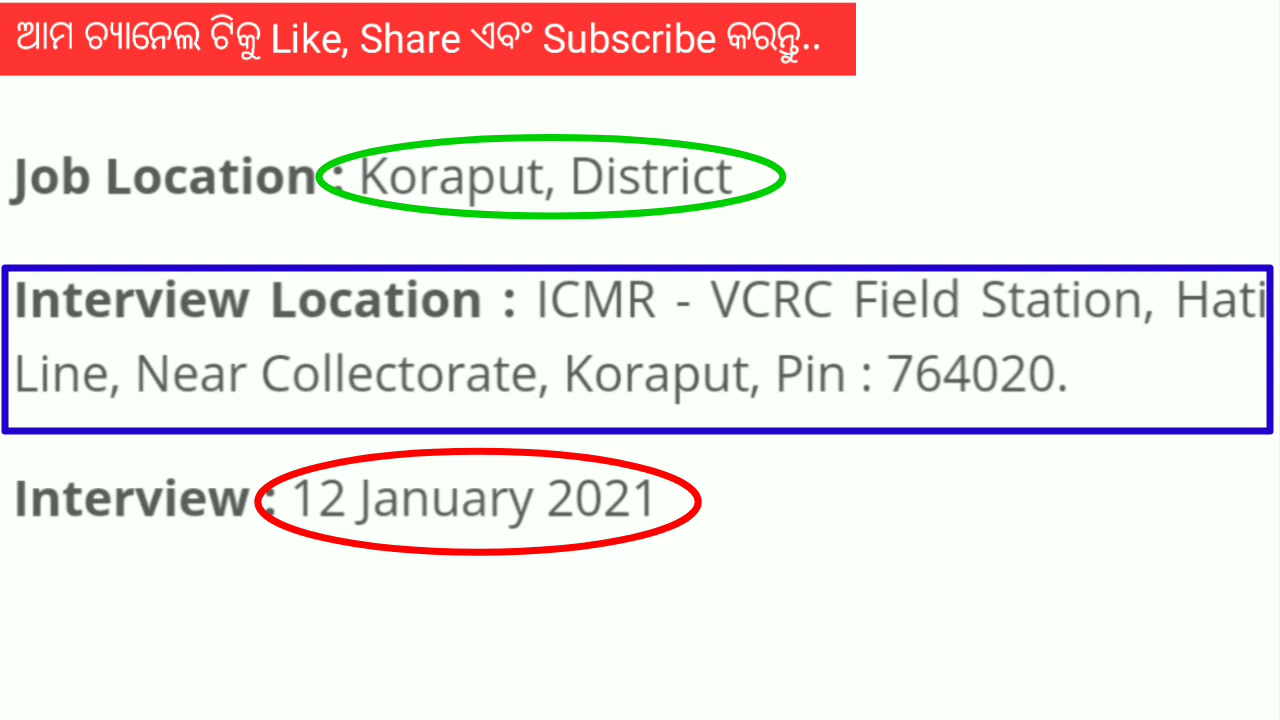 ଆମ ଚ୍ୟାନେଲ ଟିକୁ Like, Share ଏବଂ Subscribe କରନ୍ତୁ..
Job Location : Koraput, District
Interview Location : ICMR - VCRC Field Station, Hati
Line, Near Collectorate, Koraput, Pin : 764020.
Interview : 12 January 2021